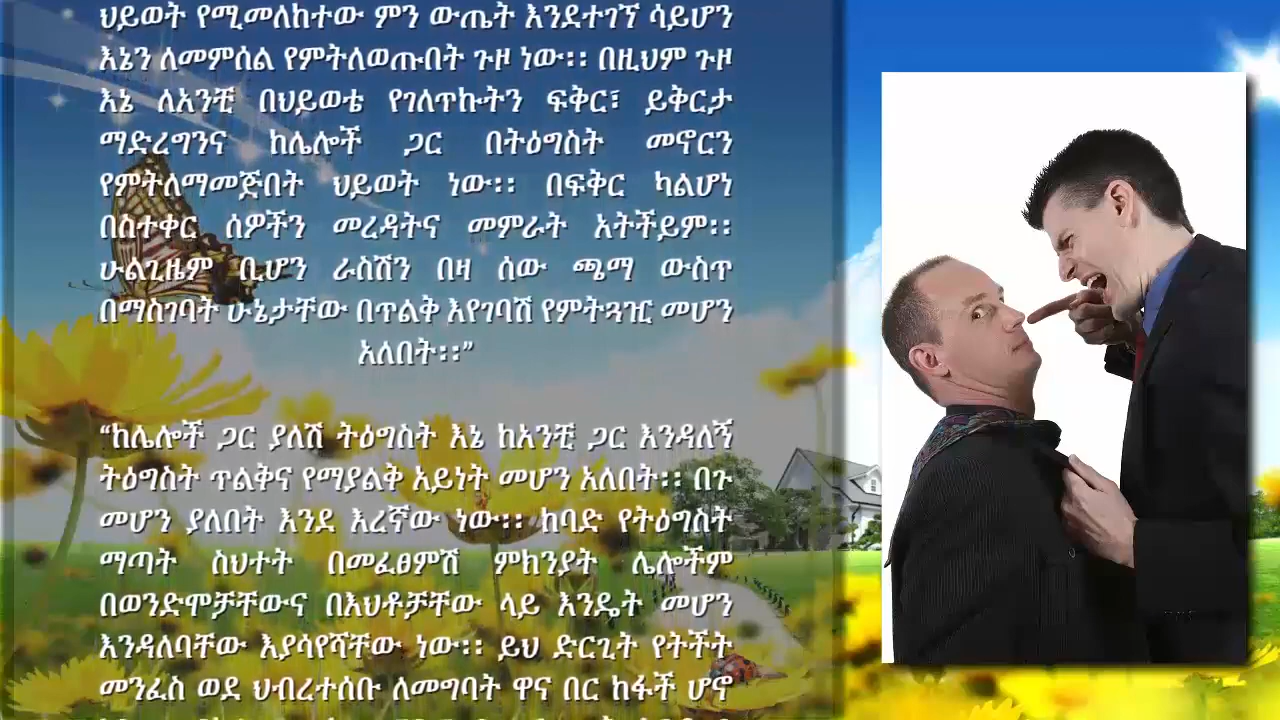 ህይወት የሚመለከተው ምን ውጤት እንደተገኘ ሳይሆን
እኔን ለመምሰል የምትለወጡበት ጉዞ ነው፡፡ በዚህም ጉዞ
እኔ ለአንቺ በህይወቴ የገለጥኩትን ፍቅር፣ ይቅርታ
ማድረግንና ከሌሎች ጋር በትዕግስት መኖርን
የምትለማመጅበት ህይወት ነው፡፡ በፍቅር ካልሆነ
በስተቀር ሰዎችን መረዳትና መምራት አትችይም፡፡
ሁልጊዜም ቢሆን ራስሽን በዛ ሰው ጫማ ውስጥ
በማስገባት ሁኔታቸው በጥልቅ እየገባሽ የምትጓዢ መሆን
አለበት፡፡”
“ከሌሎች ጋር ያለሽ ትዕግስት እኔ ከአንቺ ጋር እንዳለኝ
ትዕግስት ጥልቅና የማያልቅ አይነት መሆን አለበት፡፡ በጉ
መሆን ያለበት እንደ እረኛው ነው፡፡ ከባድ የትዕግስት
ማጣት ስህተት በመፈፀምሽ ምክንያት ሌሎችም
በወንድሞቻቸውና በእህቶቻቸው ላይ እንዴት መሆን
እንዳለባቸው እያሳየሻቸው ነው፡፡ ይህ ድርጊት የትችት
መንፈስ ወደ ህብረተሰቡ ለመግባት ዋና በር ከፋች ሆኖ